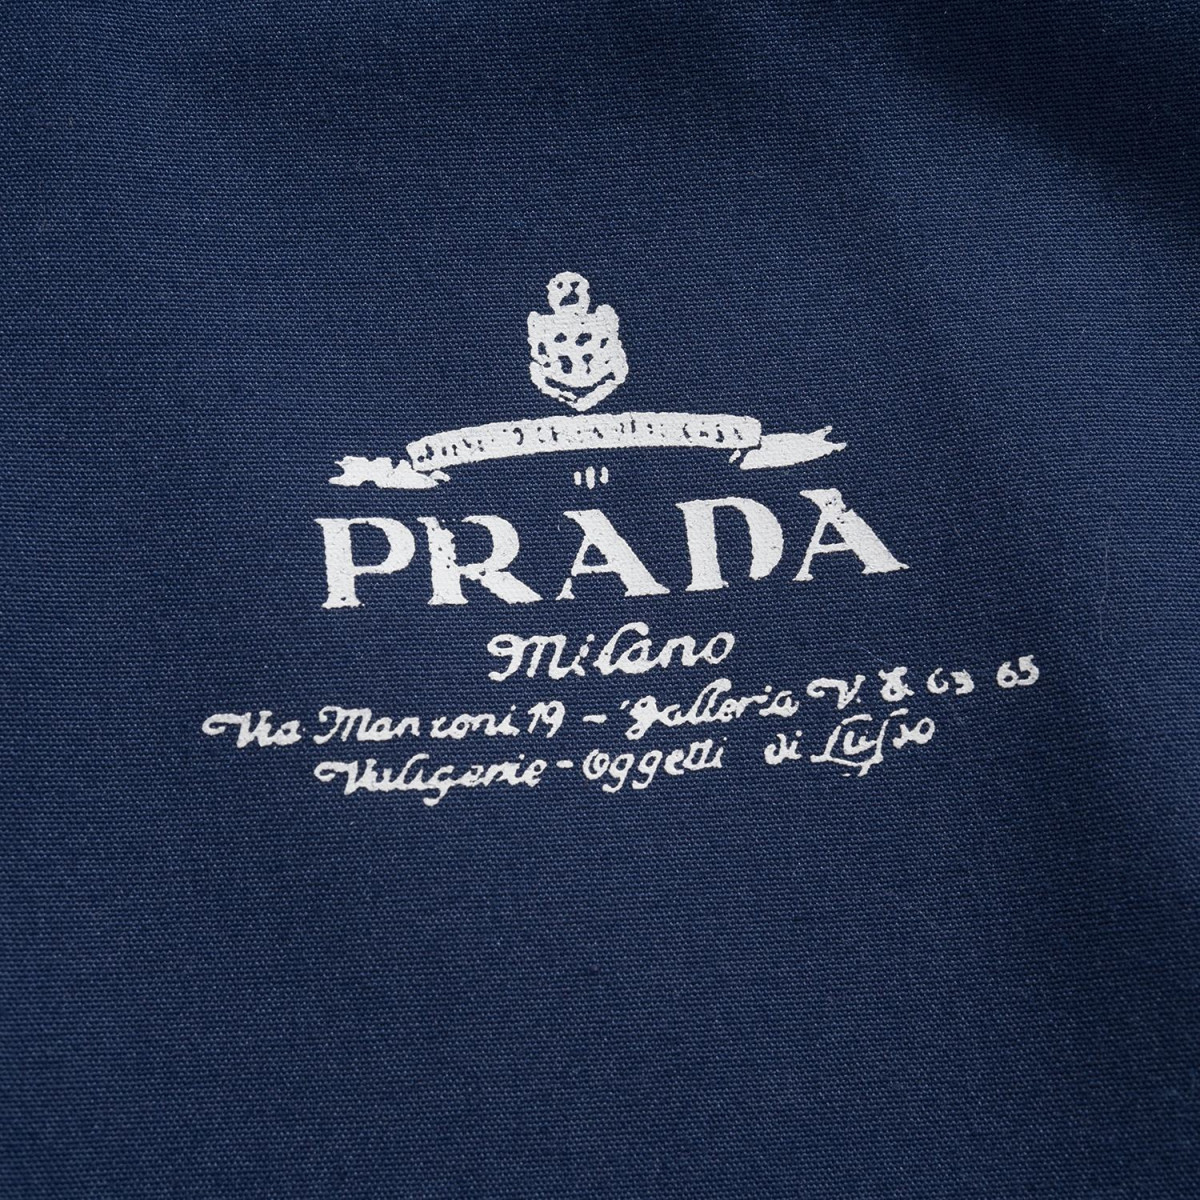 PRADA
Milano
Via Manzoni 19 - Galleria V. E. 63 65
Valigerie - Oggetti di Lusso